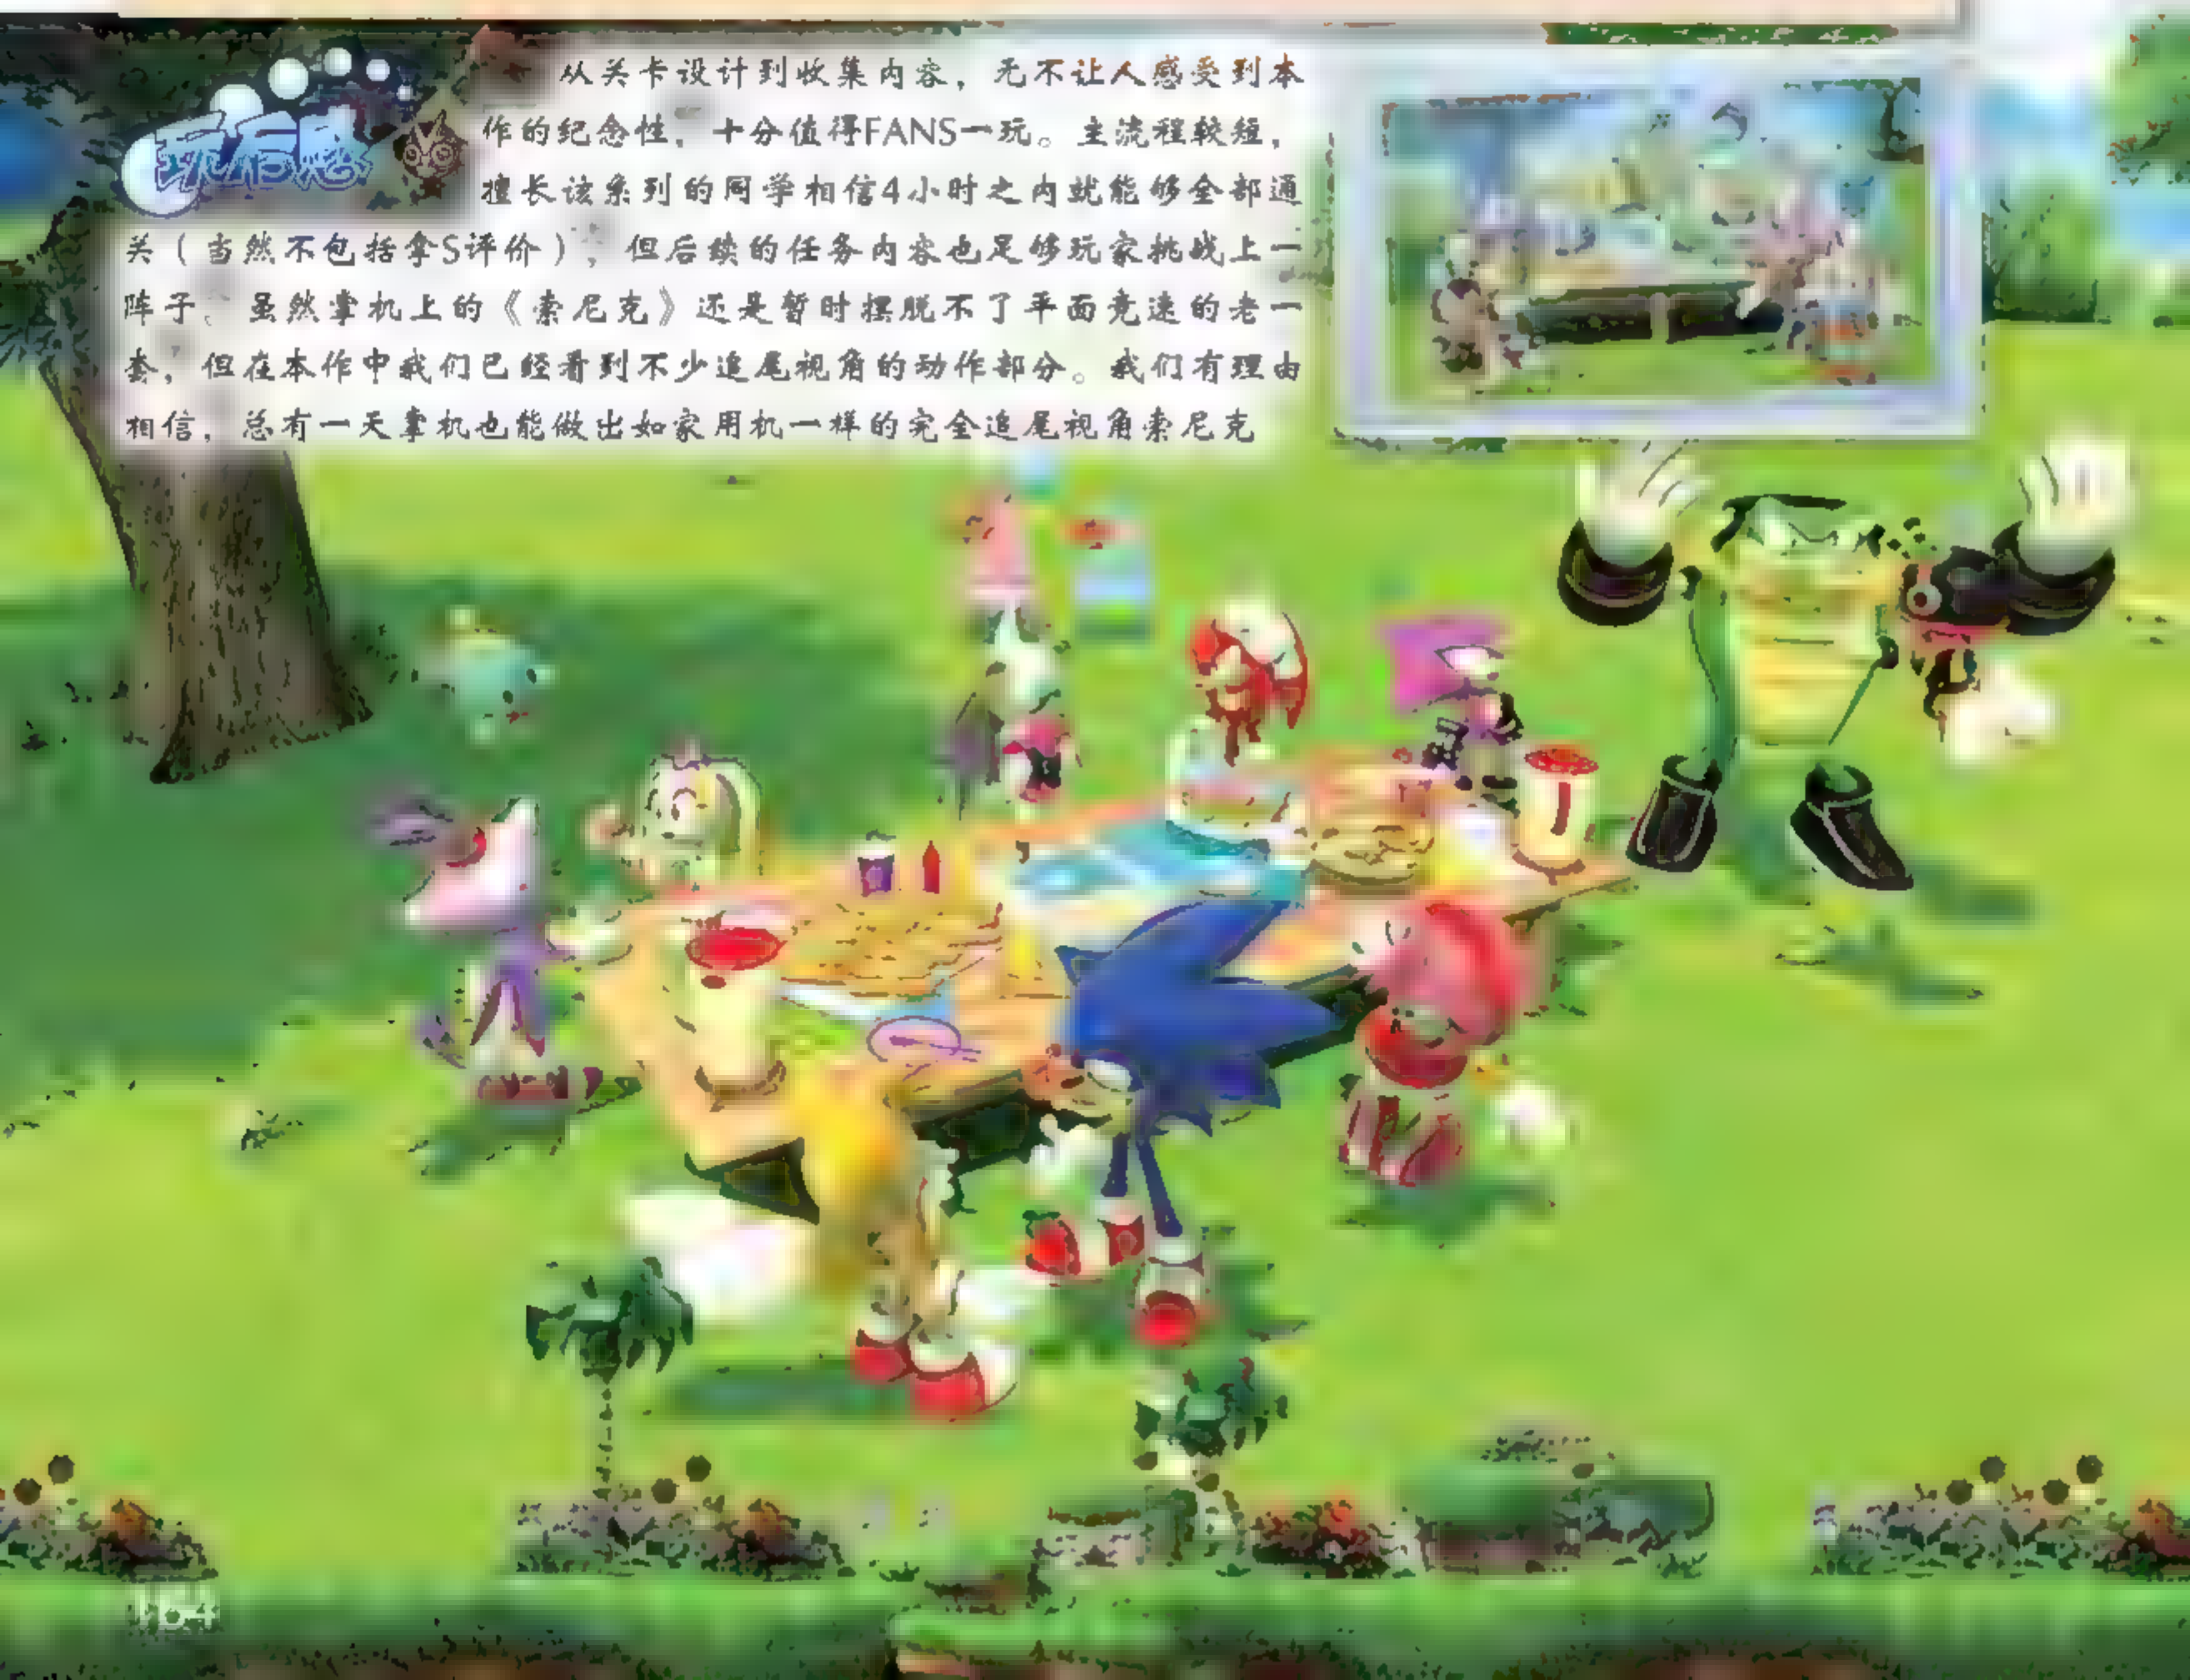 玩后感
从关卡设计到收集内容，无不让人感受到本
作的纪念性，十分值得FANS一玩。主流程较短，
擅长该系列的同学相信4小时之内就能够全部通
关（当然不包括拿S评价），但后续的任务内容也足够玩家挑战上一
阵子。虽然掌机上的《索尼克》还是暂时摆脱不了平面竞速的老一
套，但在本作中我们已经看到不少追尾视角的动作部分。我们有理由
相信，总有一天掌机也能做出如家用机一样的完全追尾视角索尼克
164